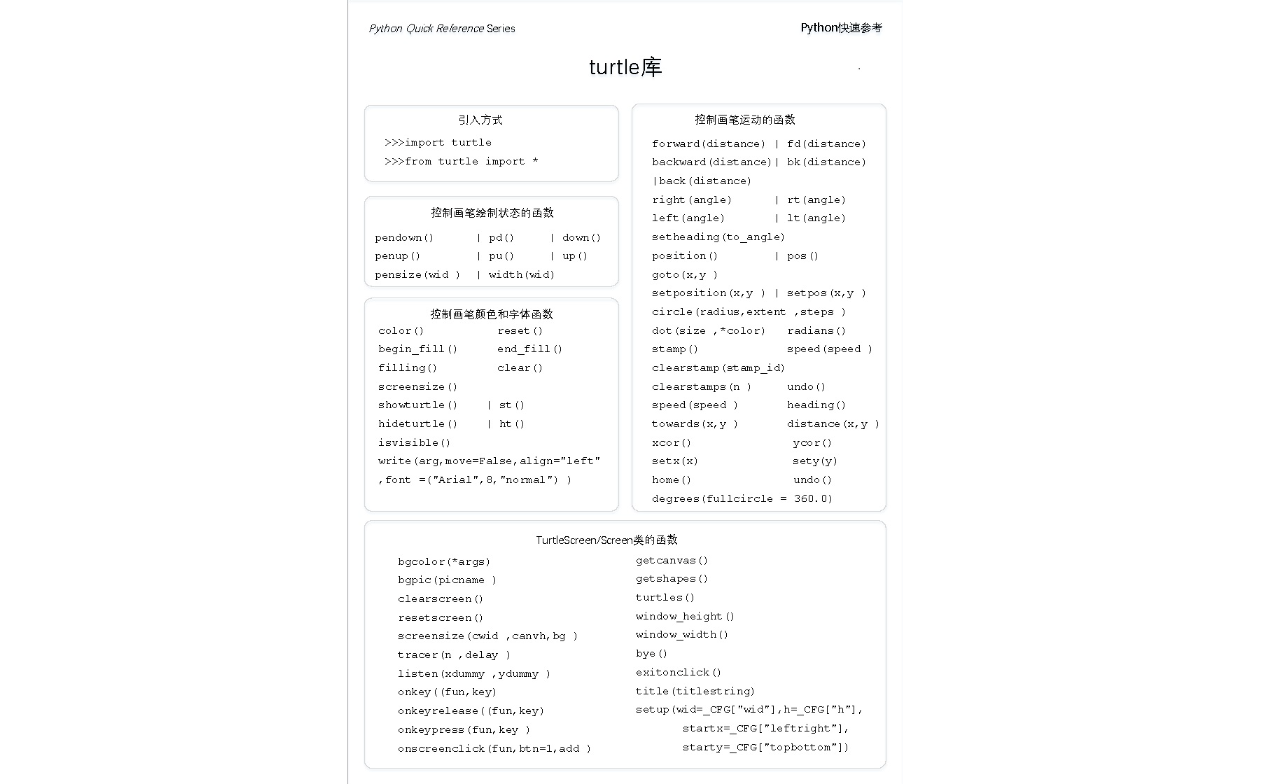 Python Quick Reference Series
Python快速参考
turtle库
引入方式
>>>import turtle
>>>from turtle import *
控制画笔绘制状态的函数
pendown() | pd() | down()
penup() | pu() | up()
pensize(wid ) | width(wid)
控制画笔颜色和字体函数
color() reset()
begin_fill() end_fill()
filling() clear()
screensize()
showturtle() | st()
hideturtle() | ht()
isvisible()
write(arg,move=False,align="left"
,font =("Arial",8,"normal") )
控制画笔运动的函数
forward(distance) | fd(distance)
backward(distance)| bk(distance)
|back(distance)
right(angle) | rt(angle)
left(angle) | lt(angle)
setheading(to_angle)
position() | pos()
goto(x,y )
setposition(x,y ) | setpos(x,y )
circle(radius,extent ,steps )
dot(size ,*color) radians()
stamp() speed(speed )
clearstamp(stamp_id)
clearstamps(n ) undo()
speed(speed ) heading()
towards(x,y ) distance(x,y )
xcor() ycor()
setx(x) sety(y)
home() undo()
degrees(fullcircle = 360.0)
TurtleScreen/Screen类的函数
bgcolor(*args)
bgpic(picname )
clearscreen()
resetscreen()
screensize(cwid ,canvh,bg )
tracer(n ,delay )
listen(xdummy ,ydummy )
onkey((fun,key)
onkeyrelease((fun,key)
onkeypress(fun,key )
onscreenclick(fun,btn=1,add )
getcanvas()
getshapes()
turtles()
window_height()
window_width()
bye()
exitonclick()
title(titlestring)
setup(wid=_CFG["wid"],h=_CFG["h"],
startx=_CFG["leftright"],
starty=_CFG["topbottom"])